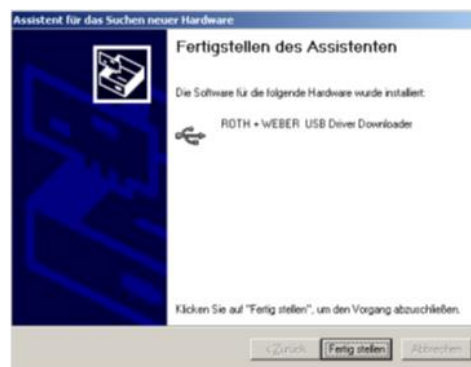 Assistent für das Suchen neuer Hardware
Fertigstellen des Assistenten
Die Software für die folgende Hardware wurde installiert:
ROTH + WEBER USB Driver Downloader
Klicken Sie auf "Fertig stellen", um den Vorgang abzuschließen.
< Zurück Fertig stellen Abbrechen